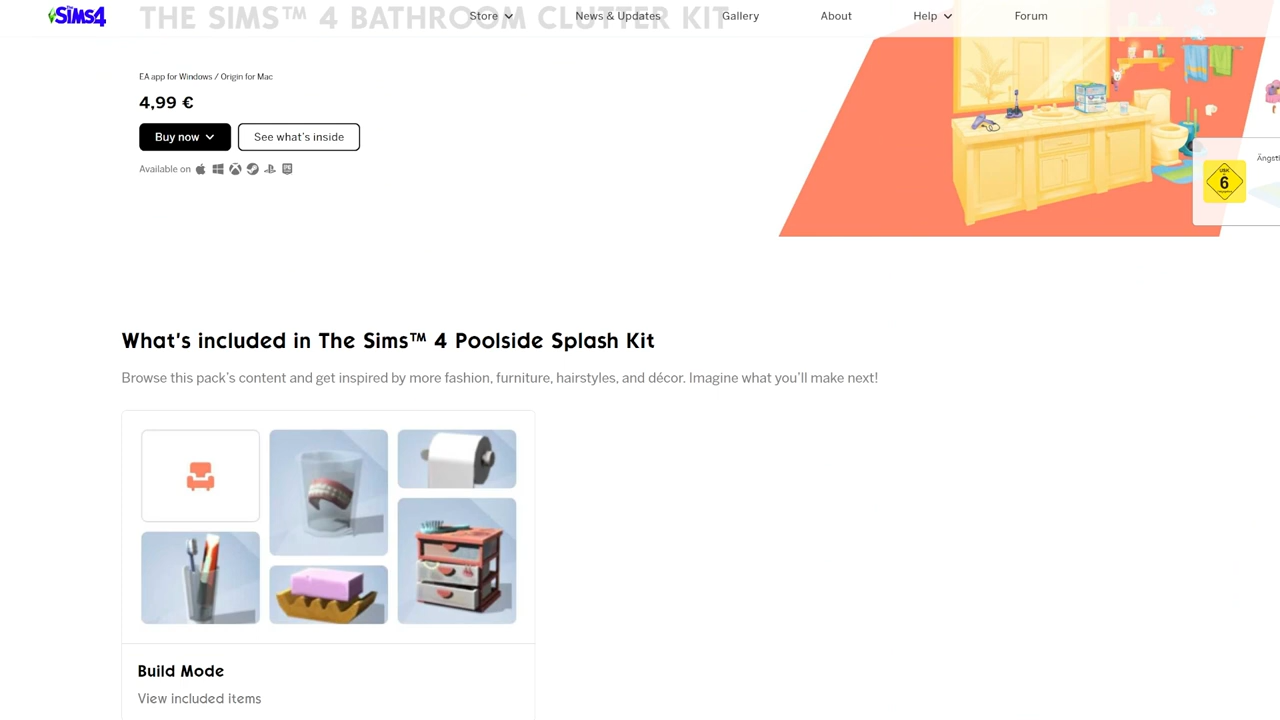 THE SIMS™ 4 BATHROOM CLUTTER KIT
The SiMS4
Store
News & Updates
Gallery
About
Help
Forum
EA app for Windows / Origin for Mac
4,99 €
Buy now
See what's inside
Available on
USK
6
What's included in The Sims™ 4 Poolside Splash Kit
Browse this pack's content and get inspired by more fashion, furniture, hairstyles, and décor. Imagine what you'll make next!
Build Mode
View included items